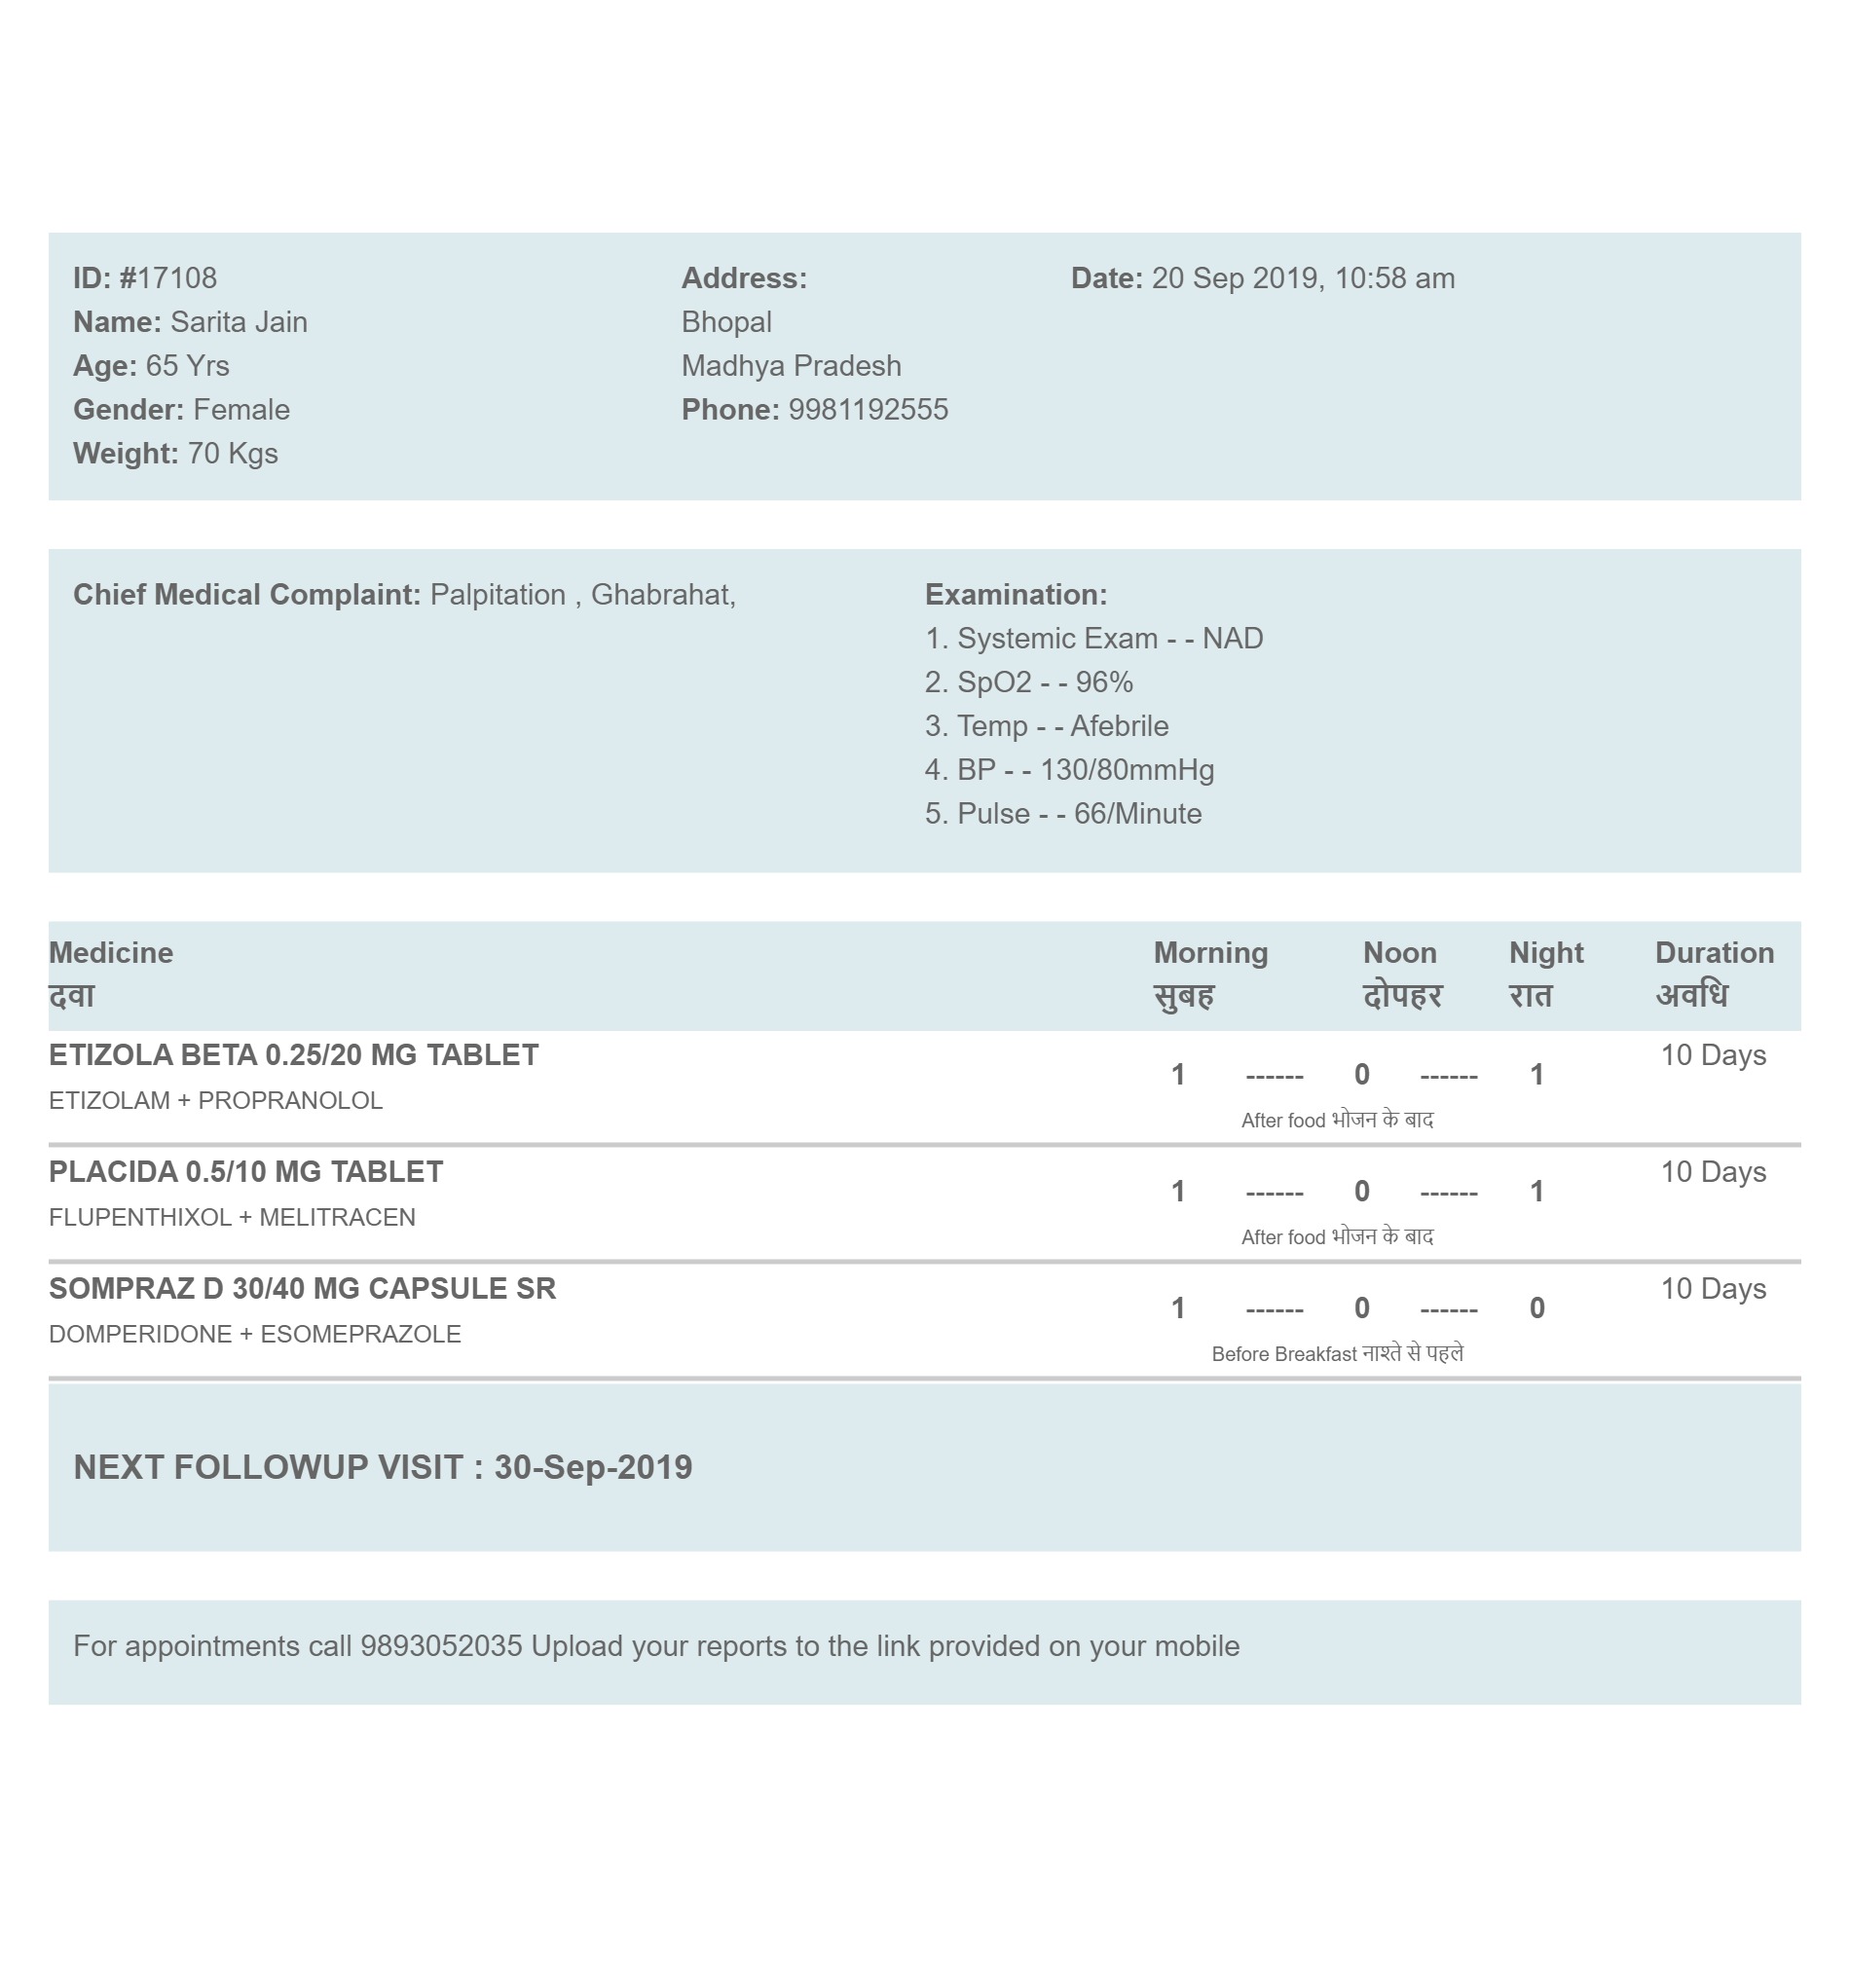 ID: #17108
Name: Sarita Jain
Age: 65 Yrs
Gender: Female
Weight: 70 Kgs
Address:
Bhopal
Madhya Pradesh
Phone: 9981192555
Date: 20 Sep 2019, 10:58 am
Chief Medical Complaint: Palpitation , Ghabrahat,
Examination:
1. Systemic Exam - - NAD
2. SpO2 - - 96%
3. Temp - - Afebrile
4. BP - - 130/80mmHg
5. Pulse - - 66/Minute
Medicine Morning Noon Night Duration
दवा सुबह दोपहर रात अवधि
ETIZOLA BETA 0.25/20 MG TABLET 10 Days
1 ------ 0 ------ 1
ETIZOLAM + PROPRANOLOL
After food भोजन के बाद
PLACIDA 0.5/10 MG TABLET 10 Days
1 ------ 0 ------ 1
FLUPENTHIXOL + MELITRACEN
After food भोजन के बाद
SOMPRAZ D 30/40 MG CAPSULE SR 10 Days
1 ------ 0 ------ 0
DOMPERIDONE + ESOMEPRAZOLE
Before Breakfast नाश्ते से पहले
NEXT FOLLOWUP VISIT : 30-Sep-2019
For appointments call 9893052035 Upload your reports to the link provided on your mobile